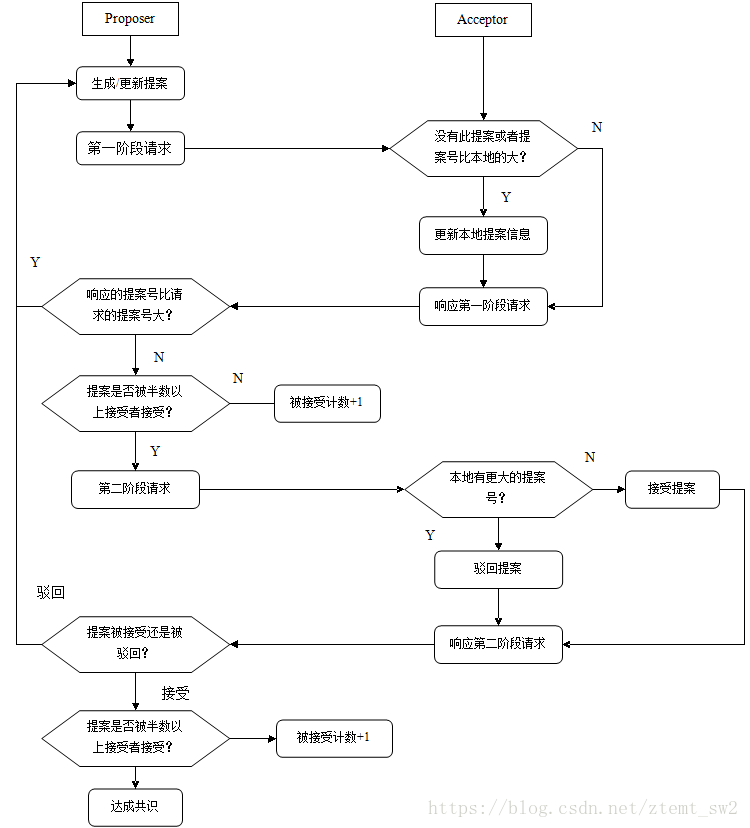 Proposer
Acceptor
生成/更新提案
第一阶段请求
没有此提案或者提
案号比本地的大?
N
Y
更新本地提案信息
Y
响应的提案号比请
求的提案号大?
响应第一阶段请求
N
提案是否被半数以
上接受者接受?
N
被接受计数+1
Y
第二阶段请求
本地有更大的提案
号?
N
接受提案
Y
驳回提案
驳回
提案被接受还是被
驳回?
响应第二阶段请求
接受
提案是否被半数以
上接受者接受?
被接受计数+1
达成共识
https://blog.csdn.net/ztemt_sw2